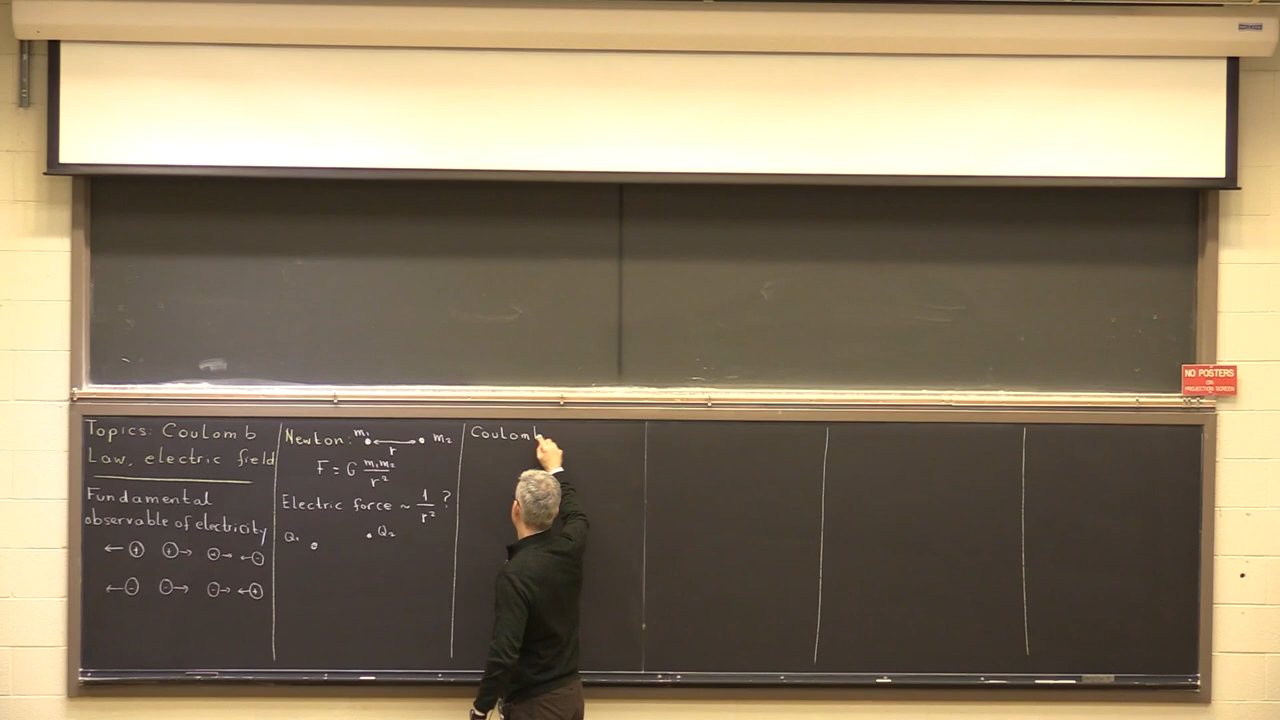 Topics: Coulomb
Law, electric field
Fundamental
observable of electricity
← ⊕ ⊕ → ⊕ → ← ⊖
← ⊖ ⊖ → ⊖ → ← ⊕
Newton: m₁ r m₂
F = G m₁m₂ / r²
Electric force ~ 1/r² ?
Q₁ Q₂
Coulomb
NO POSTERS
ON
PROJECTION SCREEN